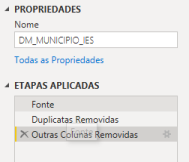 PROPRIEDADES
Nome
DM_MUNICIPIO_IES
Todas as Propriedades
ETAPAS APLICADAS
Fonte
Duplicatas Removidas
Outras Colunas Removidas